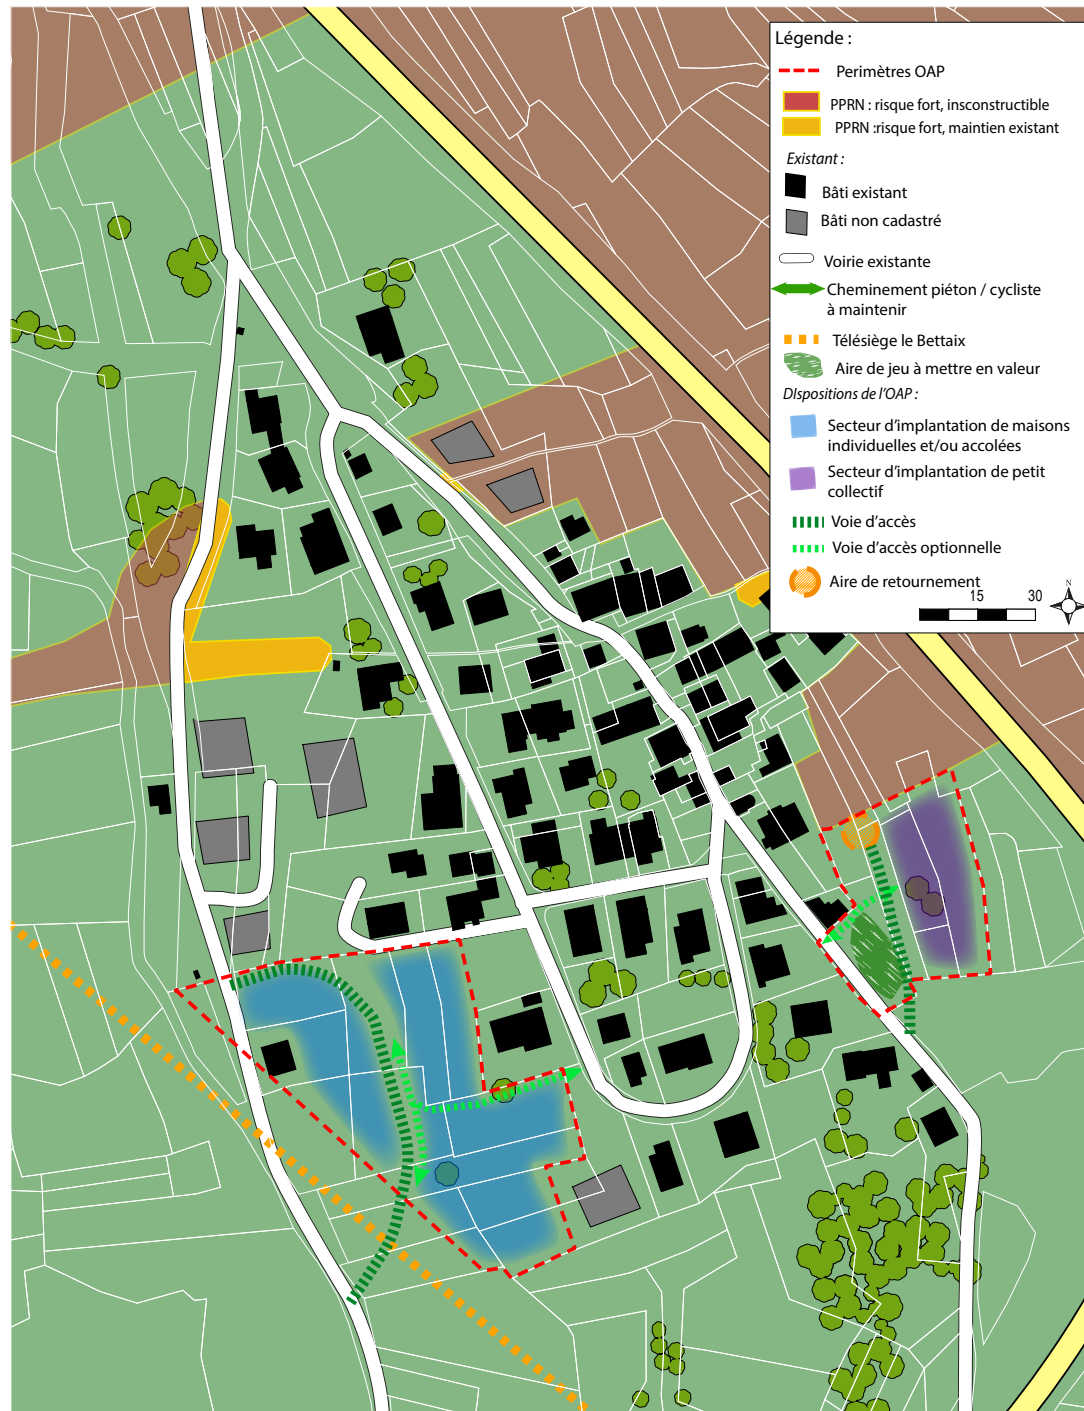 Légende :
Perimètres OAP
PPRN : risque fort, insconstructible
PPRN :risque fort, maintien existant
Existant :
Bâti existant
Bâti non cadastré
Voirie existante
Cheminement piéton / cycliste
à maintenir
Télésiège le Bettaix
Aire de jeu à mettre en valeur
DIspositions de l'OAP :
Secteur d'implantation de maisons
individuelles et/ou accolées
Secteur d'implantation de petit
collectif
Voie d'accès
Voie d'accès optionnelle
Aire de retournement
15 30
N